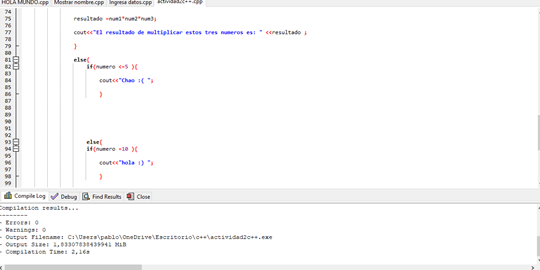 HOLA MUNDO.cpp Mostrar nombre.cpp Ingresa datos.cpp actividad2c++.cpp
74
75 resultado =num1*num2*num3;
76
77 cout<<"El resultado de multiplicar estos tres numeros es: " <<resultado ;
78
79 }
80
81 else{
82 if(numero <=5 ){
83
84 cout<<"Chao :( ";
85
86 }
87
88
89
90
91
92
93 else{
94 if(numero =10 ){
95
96 cout<<"hola :) ";
97
98 }
99
Compile Log Debug Find Results Close
Compilation results...
--------
- Errors: 0
- Warnings: 0
- Output Filename: C:\Users\pablo\OneDrive\Escritorio\c++\actividad2c++.exe
- Output Size: 1,83307838439941 MiB
- Compilation Time: 2,16s